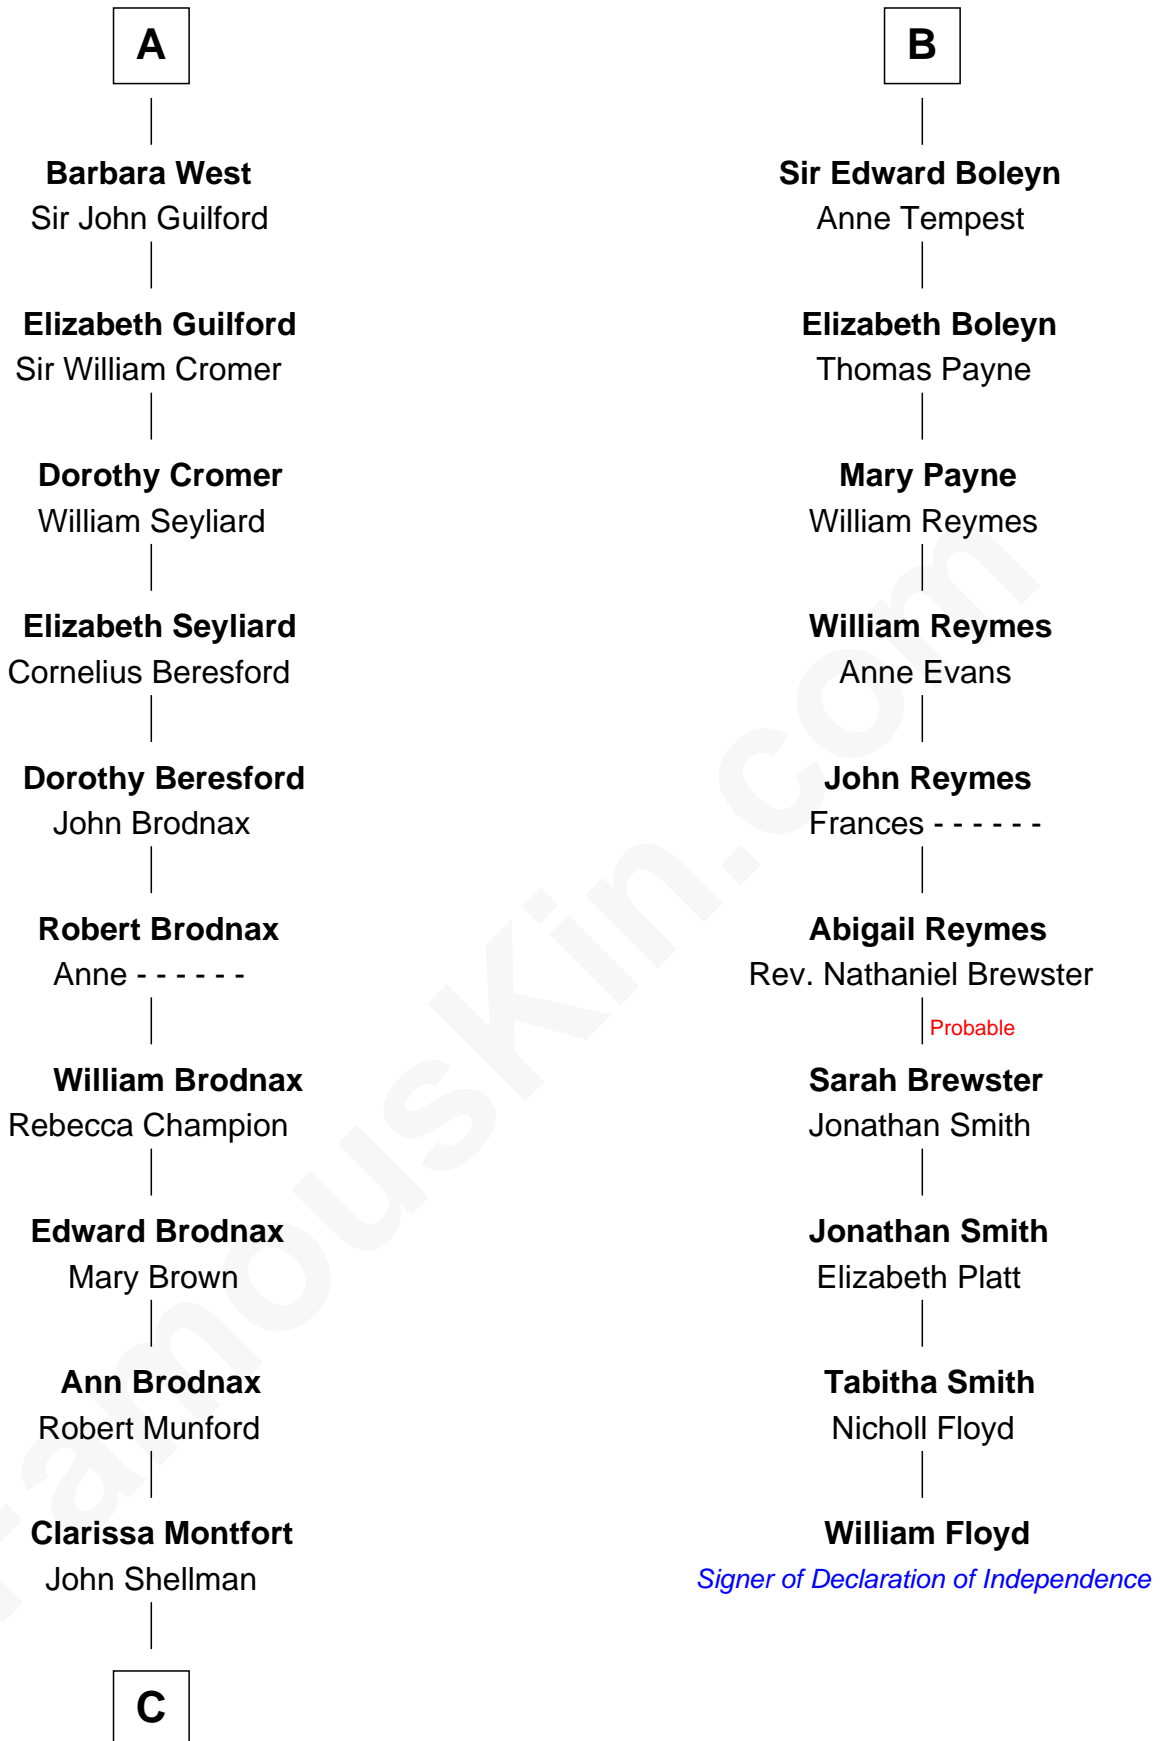 A
Barbara West
Sir John Guilford
Elizabeth Guilford
Sir William Cromer
Dorothy Cromer
William Seyliard
Elizabeth Seyliard
Cornelius Beresford
Dorothy Beresford
John Brodnax
Robert Brodnax
Anne - - - - - -
William Brodnax
Rebecca Champion
Edward Brodnax
Mary Brown
Ann Brodnax
Robert Munford
Clarissa Montfort
John Shellman
C
B
Sir Edward Boleyn
Anne Tempest
Elizabeth Boleyn
Thomas Payne
Mary Payne
William Reymes
William Reymes
Anne Evans
John Reymes
Frances - - - - - -
Abigail Reymes
Rev. Nathaniel Brewster
Probable
Sarah Brewster
Jonathan Smith
Jonathan Smith
Elizabeth Platt
Tabitha Smith
Nicholl Floyd
William Floyd
Signer of Declaration of Independence
FamousKin.com